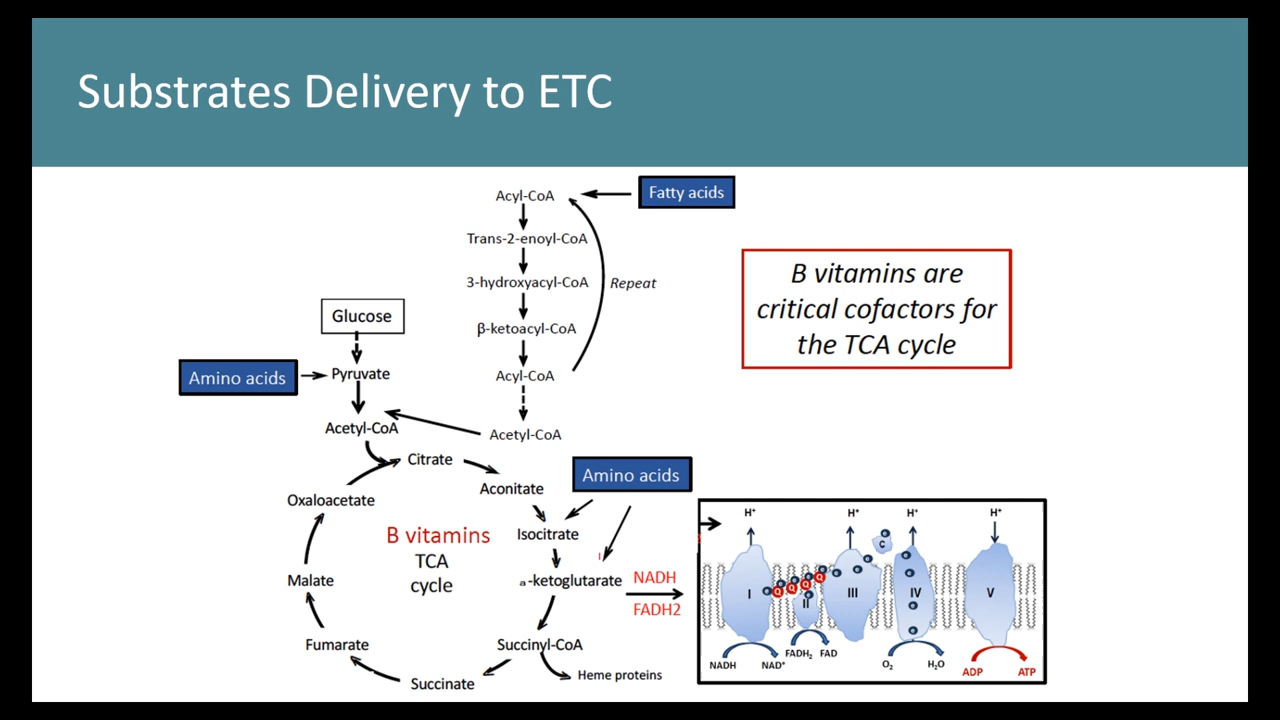 Substrates Delivery to ETC
Acyl-CoA
Fatty acids
Trans-2-enoyl-CoA
3-hydroxyacyl-CoA
Repeat
β-ketoacyl-CoA
Acyl-CoA
Acetyl-CoA
B vitamins are
critical cofactors for
the TCA cycle
Glucose
Amino acids
Pyruvate
Acetyl-CoA
Citrate
Aconitate
Amino acids
Isocitrate
a-ketoglutarate
Succinyl-CoA
Heme proteins
Succinate
Fumarate
Malate
Oxaloacetate
B vitamins
TCA
cycle
NADH
FADH2
H⁺
H⁺
H⁺
H⁺
C
e
e
e
e
e
e
e
e
e
e
e
e
e
Q
Q
Q
Q
I
II
III
IV
V
NADH
NAD⁺
FADH₂
FAD
O₂
H₂O
ADP
ATP